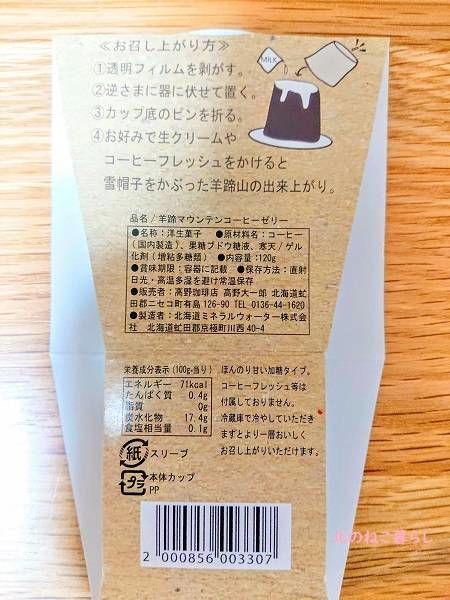 ≪お召し上がり方≫
①透明フィルムを剥がす。
②逆さまに器に伏せて置く。
③カップ底のピンを折る。
④お好みで生クリームや
コーヒーフレッシュをかけると
雪帽子をかぶった羊蹄山の出来上がり。
MILK
品名/羊蹄マウンテンコーヒーゼリー
●名称:洋生菓子 ●原材料名:コーヒー
(国内製造)、果糖ブドウ糖液、寒天/ゲル
化剤(増粘多糖類) ●内容量:120g
●賞味期限:容器に記載 ●保存方法:直射
日光・高温多湿を避け常温保存
●販売者:高野珈琲店 高野大一郎 北海道虻
田郡ニセコ町有島 126-90 TEL 0136-44-1620
●製造者:北海道ミネラルウォーター株式会
社 北海道虻田郡京極町川西 40-4
栄養成分表示(100g当り)
エネルギー 71kcal
たんぱく質 0.4g
脂質 0g
炭水化物 17.4g
食塩相当量 0.1g
ほんのり甘い加糖タイプ。
コーヒーフレッシュ等は
付属しておりません。
冷蔵庫で冷やしていただき
ますとより一層おいしく
お召し上がりいただけます。
紙 スリーブ
プラ 本体カップ
PP
2 000856 003307
北のねこ暮らし